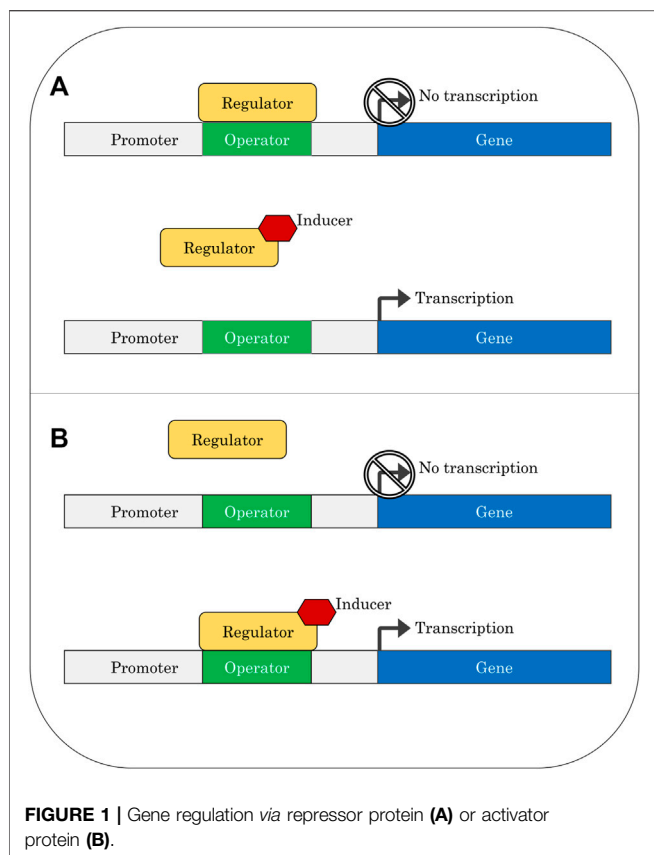 A
Regulator
No transcription
Promoter Operator Gene
Inducer
Regulator
Transcription
Promoter Operator Gene
B
Regulator
No transcription
Promoter Operator Gene
Inducer
Regulator
Transcription
Promoter Operator Gene
FIGURE 1 | Gene regulation via repressor protein (A) or activator
protein (B).